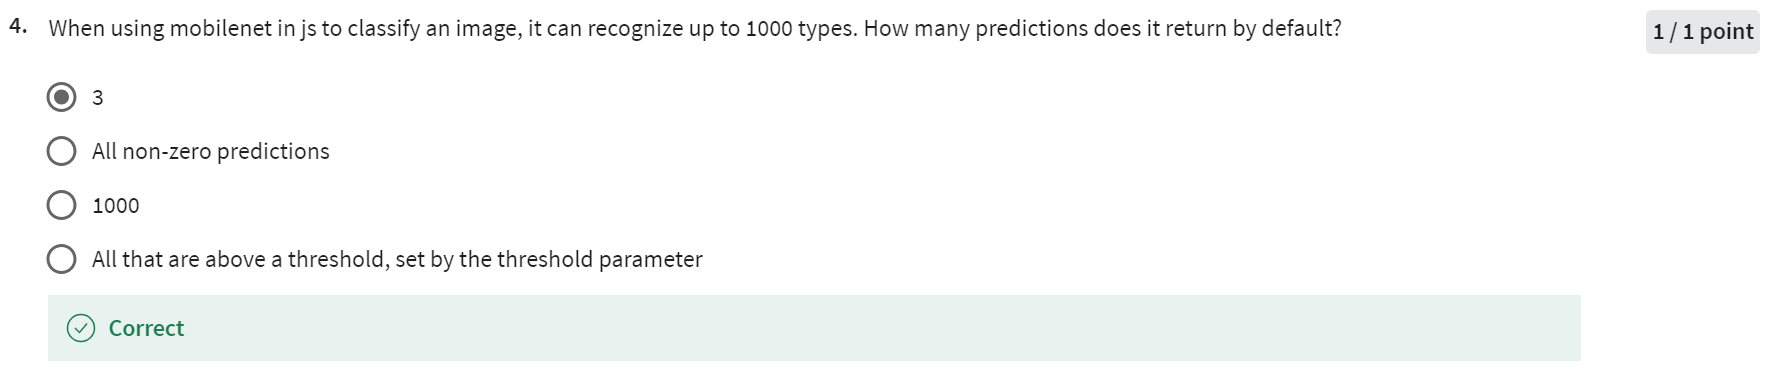 4. When using mobilenet in js to classify an image, it can recognize up to 1000 types. How many predictions does it return by default?
1 / 1 point
3
All non-zero predictions
1000
All that are above a threshold, set by the threshold parameter
Correct